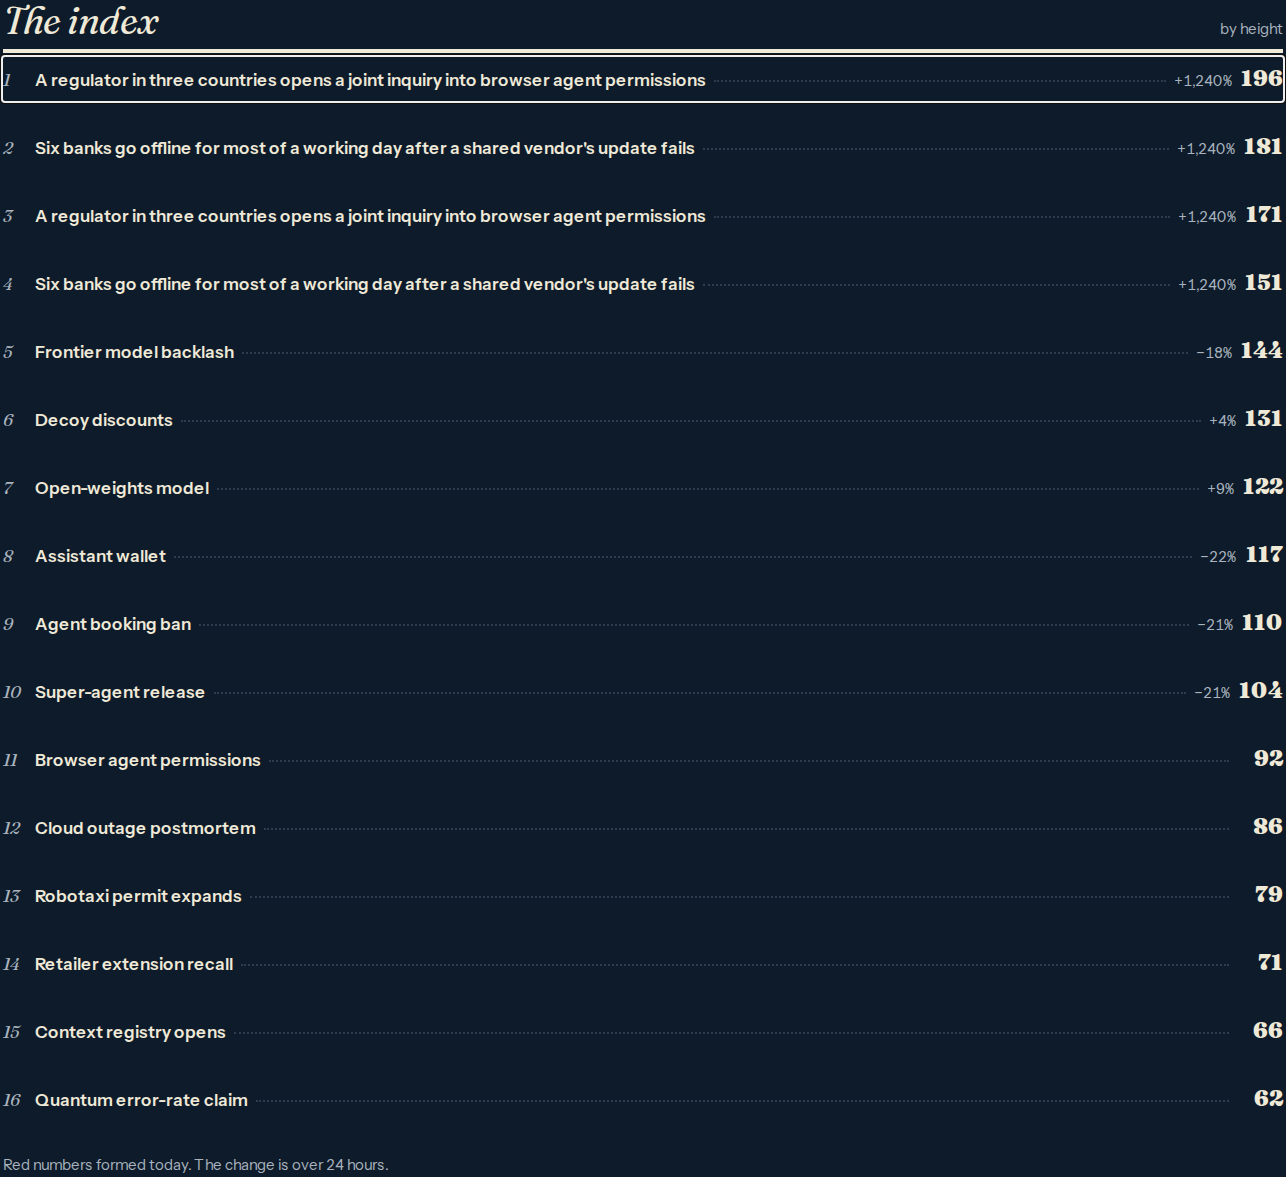 The index
by height
1 A regulator in three countries opens a joint inquiry into browser agent permissions +1,240% 196
2 Six banks go offline for most of a working day after a shared vendor's update fails +1,240% 181
3 A regulator in three countries opens a joint inquiry into browser agent permissions +1,240% 171
4 Six banks go offline for most of a working day after a shared vendor's update fails +1,240% 151
5 Frontier model backlash −18% 144
6 Decoy discounts +4% 131
7 Open-weights model +9% 122
8 Assistant wallet −22% 117
9 Agent booking ban −21% 110
10 Super-agent release −21% 104
11 Browser agent permissions 92
12 Cloud outage postmortem 86
13 Robotaxi permit expands 79
14 Retailer extension recall 71
15 Context registry opens 66
16 Quantum error-rate claim 62
Red numbers formed today. The change is over 24 hours.